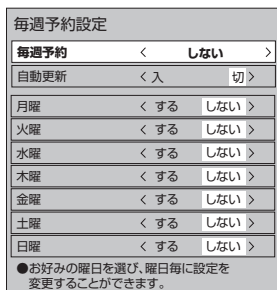 毎週予約設定
毎週予約 < しない >
自動更新 < 入 切 >
月曜 < する しない >
火曜 < する しない >
水曜 < する しない >
木曜 < する しない >
金曜 < する しない >
土曜 < する しない >
日曜 < する しない >
●お好みの曜日を選び、曜日毎に設定を
変更することができます。